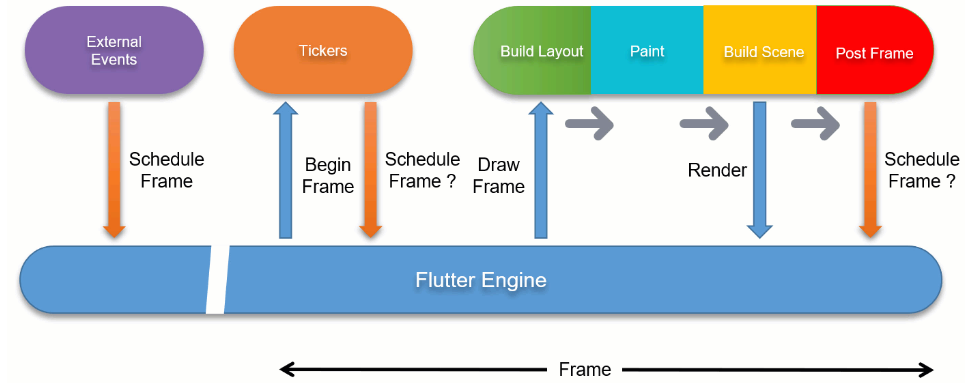 External
Events
Tickers
Build Layout
Paint
Build Scene
Post Frame
Schedule
Frame
Begin
Frame
Schedule
Frame ?
Draw
Frame
Render
Schedule
Frame ?
Flutter Engine
Frame